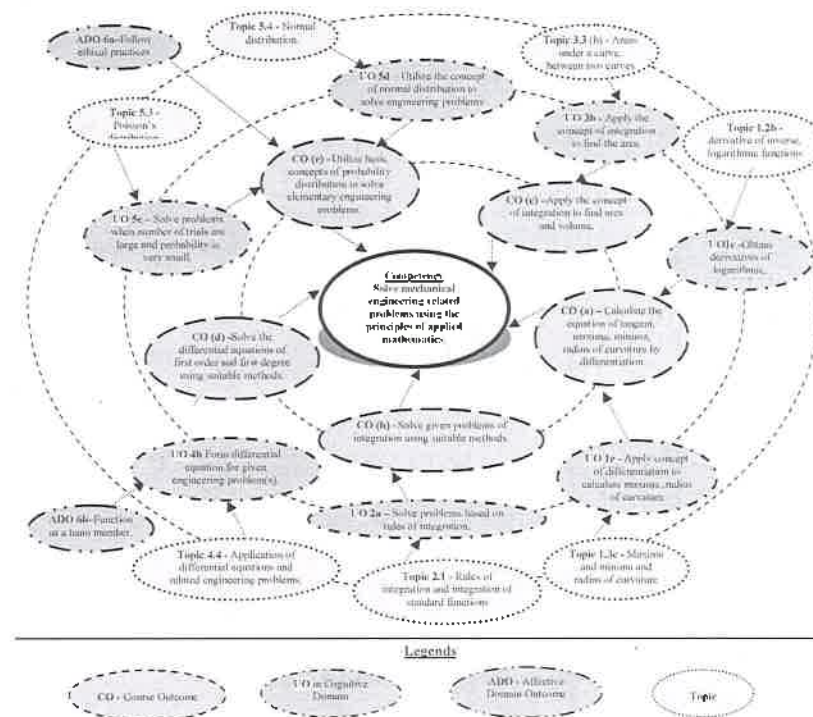 Topic 5.4 - Normal
distribution.
ADO 6a -Follow
ethical practices
Topic 3.3 (b) - Areas
under a curve,
between two curves
UO 5d - Utilize the concept
of normal distribution to
solve engineering problems
Topic 5.3 -
Poisson's
distribution
UO 3b - Apply the
concept of integration
to find the area.
Topic 1.2b -
derivative of inverse,
logarithmic functions
CO (e) -Utilize basic
concepts of probability
distribution to solve
elementary engineering
problems.
CO (c) -Apply the concept
of integration to find area
and volume.
UO 5c - Solve problems
when number of trials are
large and probability is
very small.
-Obtain
derivatives of
logarithmic,
Competency
Solve mechanical
engineering related
problems using the
principles of applied
mathematics.
CO (a) – Calculate the
equation of tangent,
maxima, minima,
radius of curvature by
differentiation.
CO (d) -Solve the
differential equations of
first order and first degree
using suitable methods.
CO (b) - Solve given problems of
integration using suitable methods.
UO 4b Form differential
equation for given
engineering problem(s).
- Apply concept
of differentiation to
calculate maxima, radius
of curvature
UO 2a – Solve problems based on
rules of integration.
ADO 6b -Function
as a team member.
Topic 4.4 - Application of
differential equations and
related engineering problems.
Topic 2.1 - Rules
of integration and integration of
standard functions
- Maxima
and minima and
radius of curvature
Legends
CO - Course Outcome
UO in Cognitive
Domain
ADO - Affective
Domain Outcome
Topic